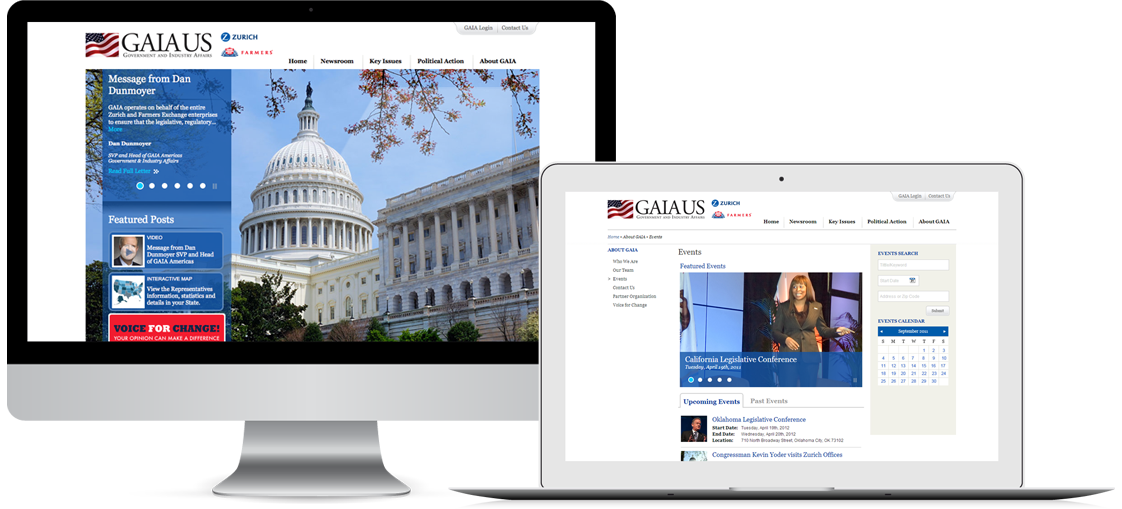 GAIA Login | Contact Us
GAIA US
Government and Industry Affairs
ZURICH
FARMERS
Home
Newsroom
Key Issues
Political Action
About GAIA
Message from Dan
Dunmoyer
GAIA operates on behalf of the entire
Zurich and Farmers Exchange enterprises
to ensure that the legislative, regulatory...
More
Dan Dunmoyer
SVP and Head of GAIA Americas
Government & Industry Affairs
Read Full Letter
Featured Posts
VIDEO
Message from Dan
Dunmoyer SVP and Head
of GAIA Americas
INTERACTIVE MAP
View the Representatives
information, statistics and
details in your State.
VOICE FOR CHANGE!
YOUR OPINION CAN MAKE A DIFFERENCE
GAIA Login | Contact Us
GAIA US
Government and Industry Affairs
ZURICH
FARMERS
Home
Newsroom
Key Issues
Political Action
About GAIA
Home » About GAIA » Events
ABOUT GAIA
Who We Are
Our Team
Events
Contact Us
Partner Organization
Voice for Change
Events
Featured Events
California Legislative Conference
Tuesday, April 19th, 2012
Upcoming Events
Past Events
Oklahoma Legislative Conference
Start Date: Tuesday, April 19th, 2012
End Date: Wednesday, April 20th, 2012
Location: 710 North Broadway Street, Oklahoma City, OK 73102
Congressman Kevin Yoder visits Zurich Offices
EVENTS SEARCH
Address or Zip Code
Submit
EVENTS CALENDAR
September 2011
S M T W T F S
1 2 3
4 5 6 7 8 9 10
11 12 13 14 15 16 17
18 19 20 21 22 23 24
25 26 27 28 29 30